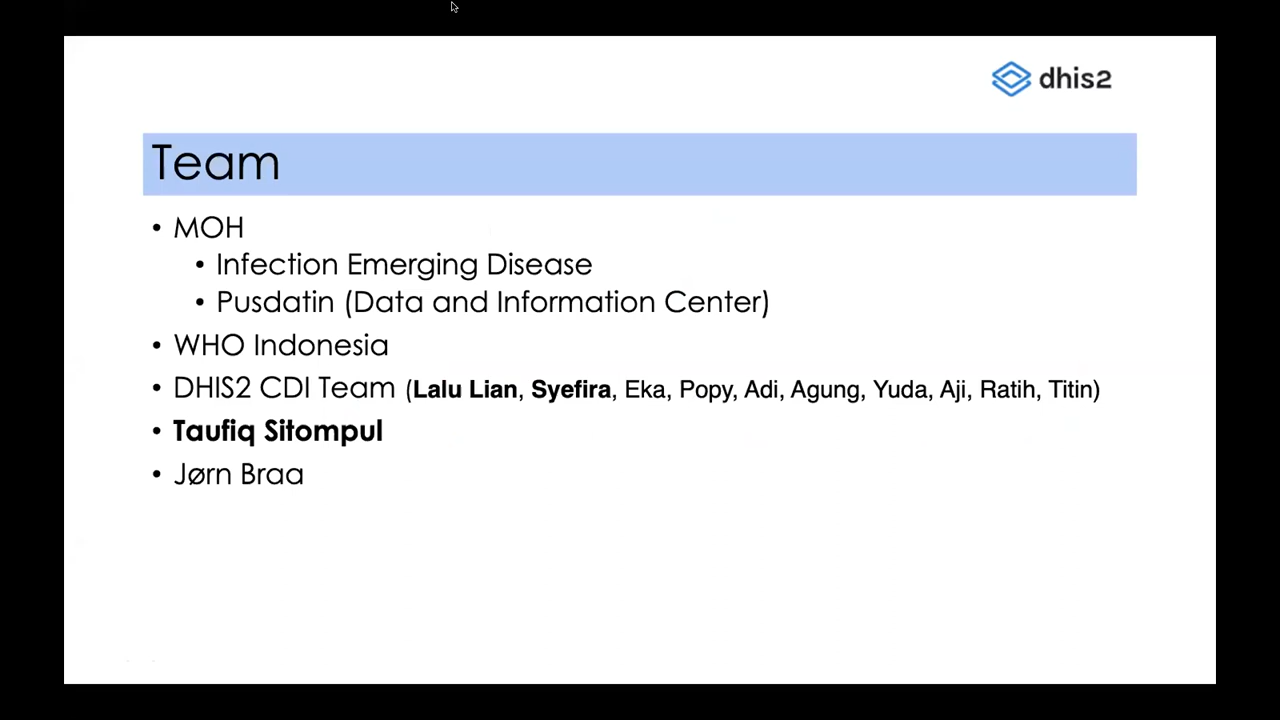 dhis2
Team
• MOH
• Infection Emerging Disease
• Pusdatin (Data and Information Center)
• WHO Indonesia
• DHIS2 CDI Team (Lalu Lian, Syefira, Eka, Popy, Adi, Agung, Yuda, Aji, Ratih, Titin)
• Taufiq Sitompul
• Jørn Braa